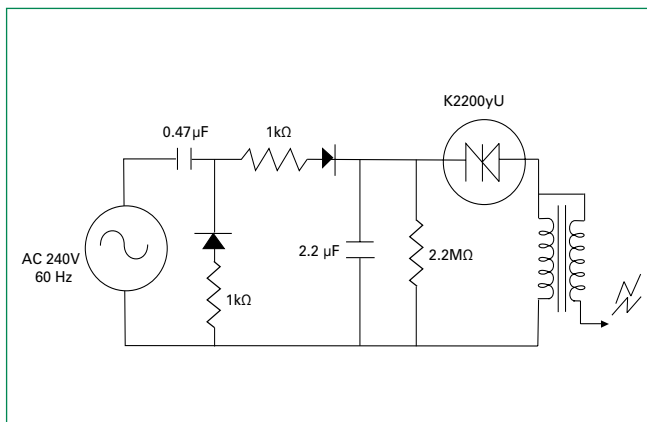 K2200yU
0.47µF
1kΩ
AC 240V
60 Hz
2.2 µF
2.2MΩ
1kΩ